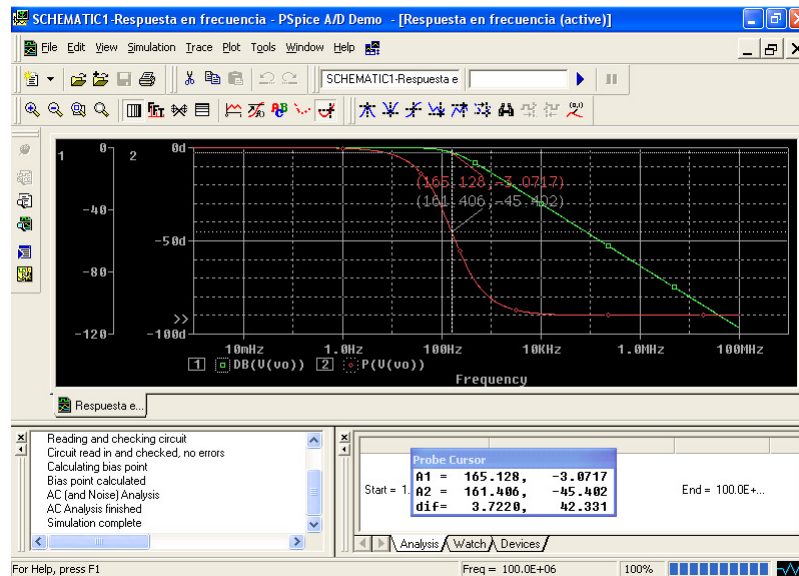 SCHEMATIC1-Respuesta en frecuencia - PSpice A/D Demo - [Respuesta en frecuencia (active)]
File Edit View Simulation Trace Plot Tools Window Help
SCHEMATIC1-Respuesta e
1 0 2 0d
(165.128,-3.0717)
(161.406,-45.402)
-40
-50d
-80
>>
-120 -100d
10mHz 1.0Hz 100Hz 10KHz 1.0MHz 100MHz
1 DB(V(vo)) 2 P(V(vo))
Frequency
Respuesta e...
Reading and checking circuit
Circuit read in and checked, no errors
Calculating bias point
Bias point calculated
AC (and Noise) Analysis
AC Analysis finished
Simulation complete
Probe Cursor
A1 = 165.128, -3.0717
A2 = 161.406, -45.402
dif= 3.7220, 42.331
Start = 1.
End = 100.0E+...
Analysis Watch Devices
For Help, press F1
Freq = 100.0E+06 100%